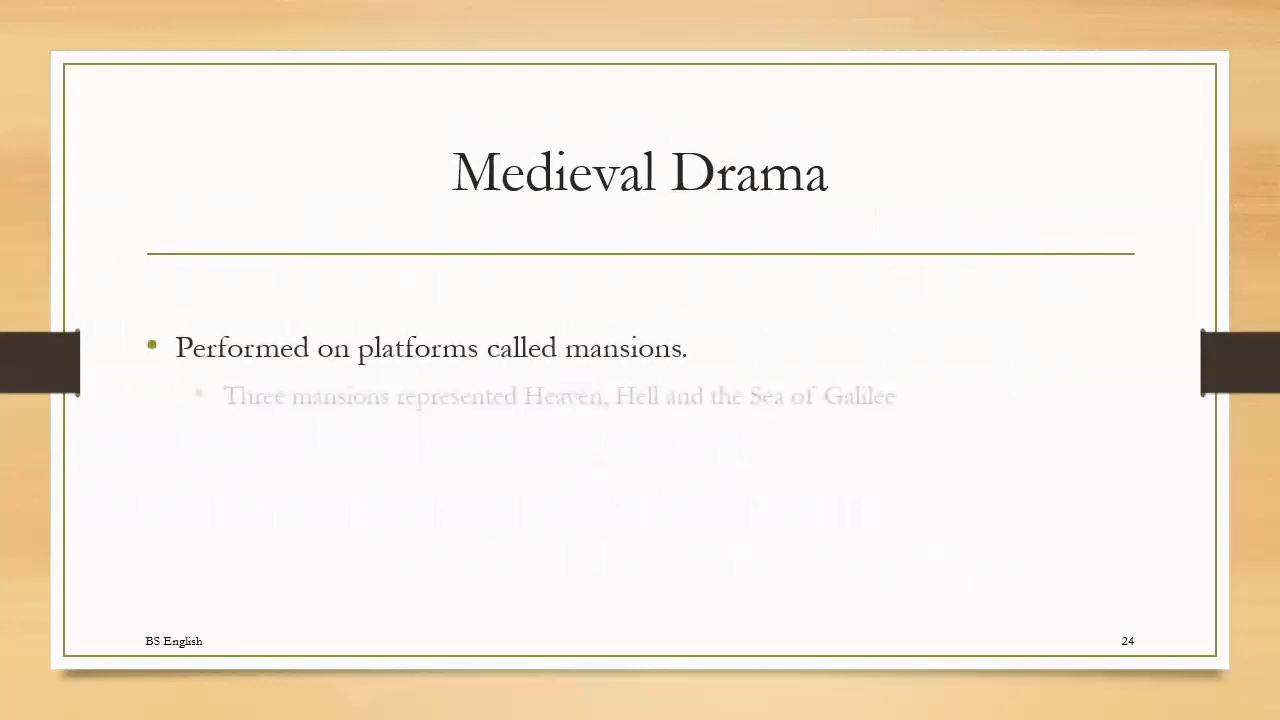 Medieval Drama
Performed on platforms called mansions.
Three mansions represented Heaven, Hell and the Sea of Galilee
BS English
24